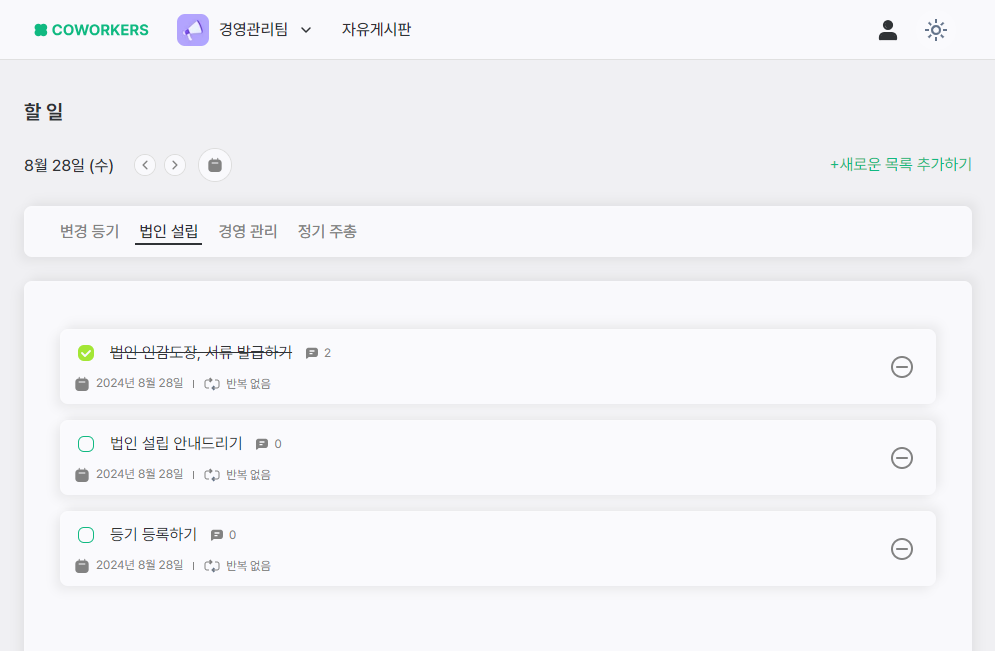 COWORKERS 경영관리팀 자유게시판
할 일
8월 28일 (수) +새로운 목록 추가하기
변경 등기 법인 설립 경영 관리 정기 주총
법인 인감도장, 서류 발급하기 2
2024년 8월 28일 반복 없음
법인 설립 안내드리기 0
2024년 8월 28일 반복 없음
등기 등록하기 0
2024년 8월 28일 반복 없음